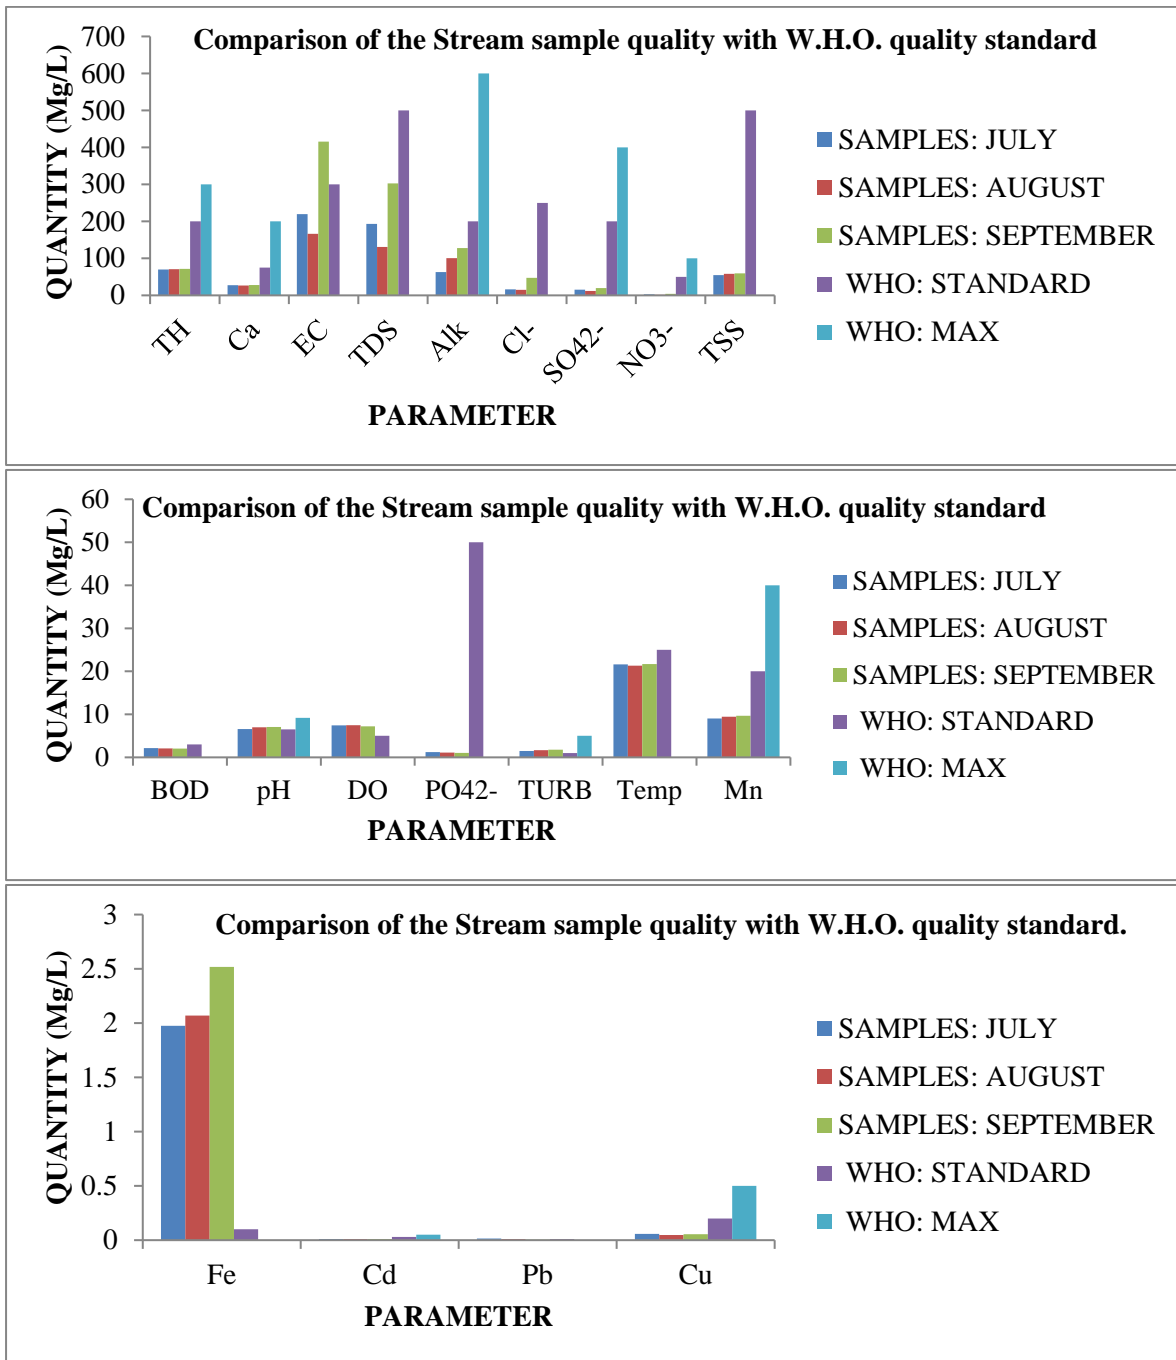 Comparison of the Stream sample quality with W.H.O. quality standard
QUANTITY (Mg/L)
700
600
500
400
300
200
100
0
TH Ca EC TDS Alk Cl- SO42- NO3- TSS
PARAMETER
SAMPLES: JULY
SAMPLES: AUGUST
SAMPLES: SEPTEMBER
WHO: STANDARD
WHO: MAX
Comparison of the Stream sample quality with W.H.O. quality standard
QUANTITY (Mg/L)
60
50
40
30
20
10
0
BOD pH DO PO42- TURB Temp Mn
PARAMETER
SAMPLES: JULY
SAMPLES: AUGUST
SAMPLES: SEPTEMBER
WHO: STANDARD
WHO: MAX
Comparison of the Stream sample quality with W.H.O. quality standard.
QUANTITY (Mg/L)
3
2.5
2
1.5
1
0.5
0
Fe Cd Pb Cu
PARAMETER
SAMPLES: JULY
SAMPLES: AUGUST
SAMPLES: SEPTEMBER
WHO: STANDARD
WHO: MAX